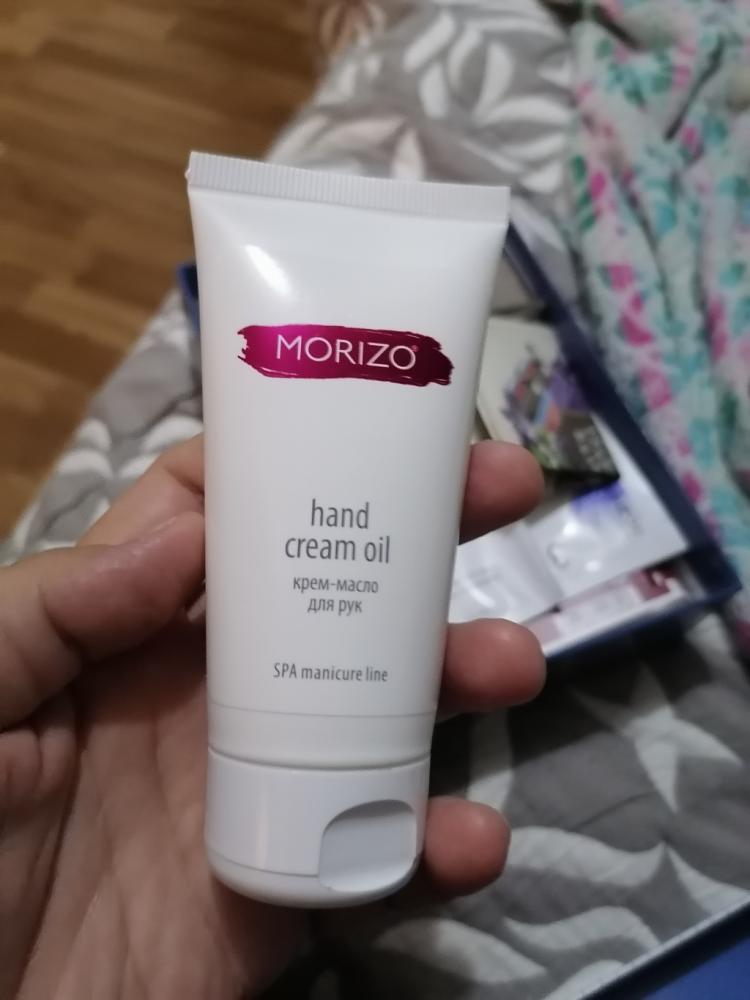 MORIZO®
hand
cream oil
крем-масло
для рук
SPA manicure line